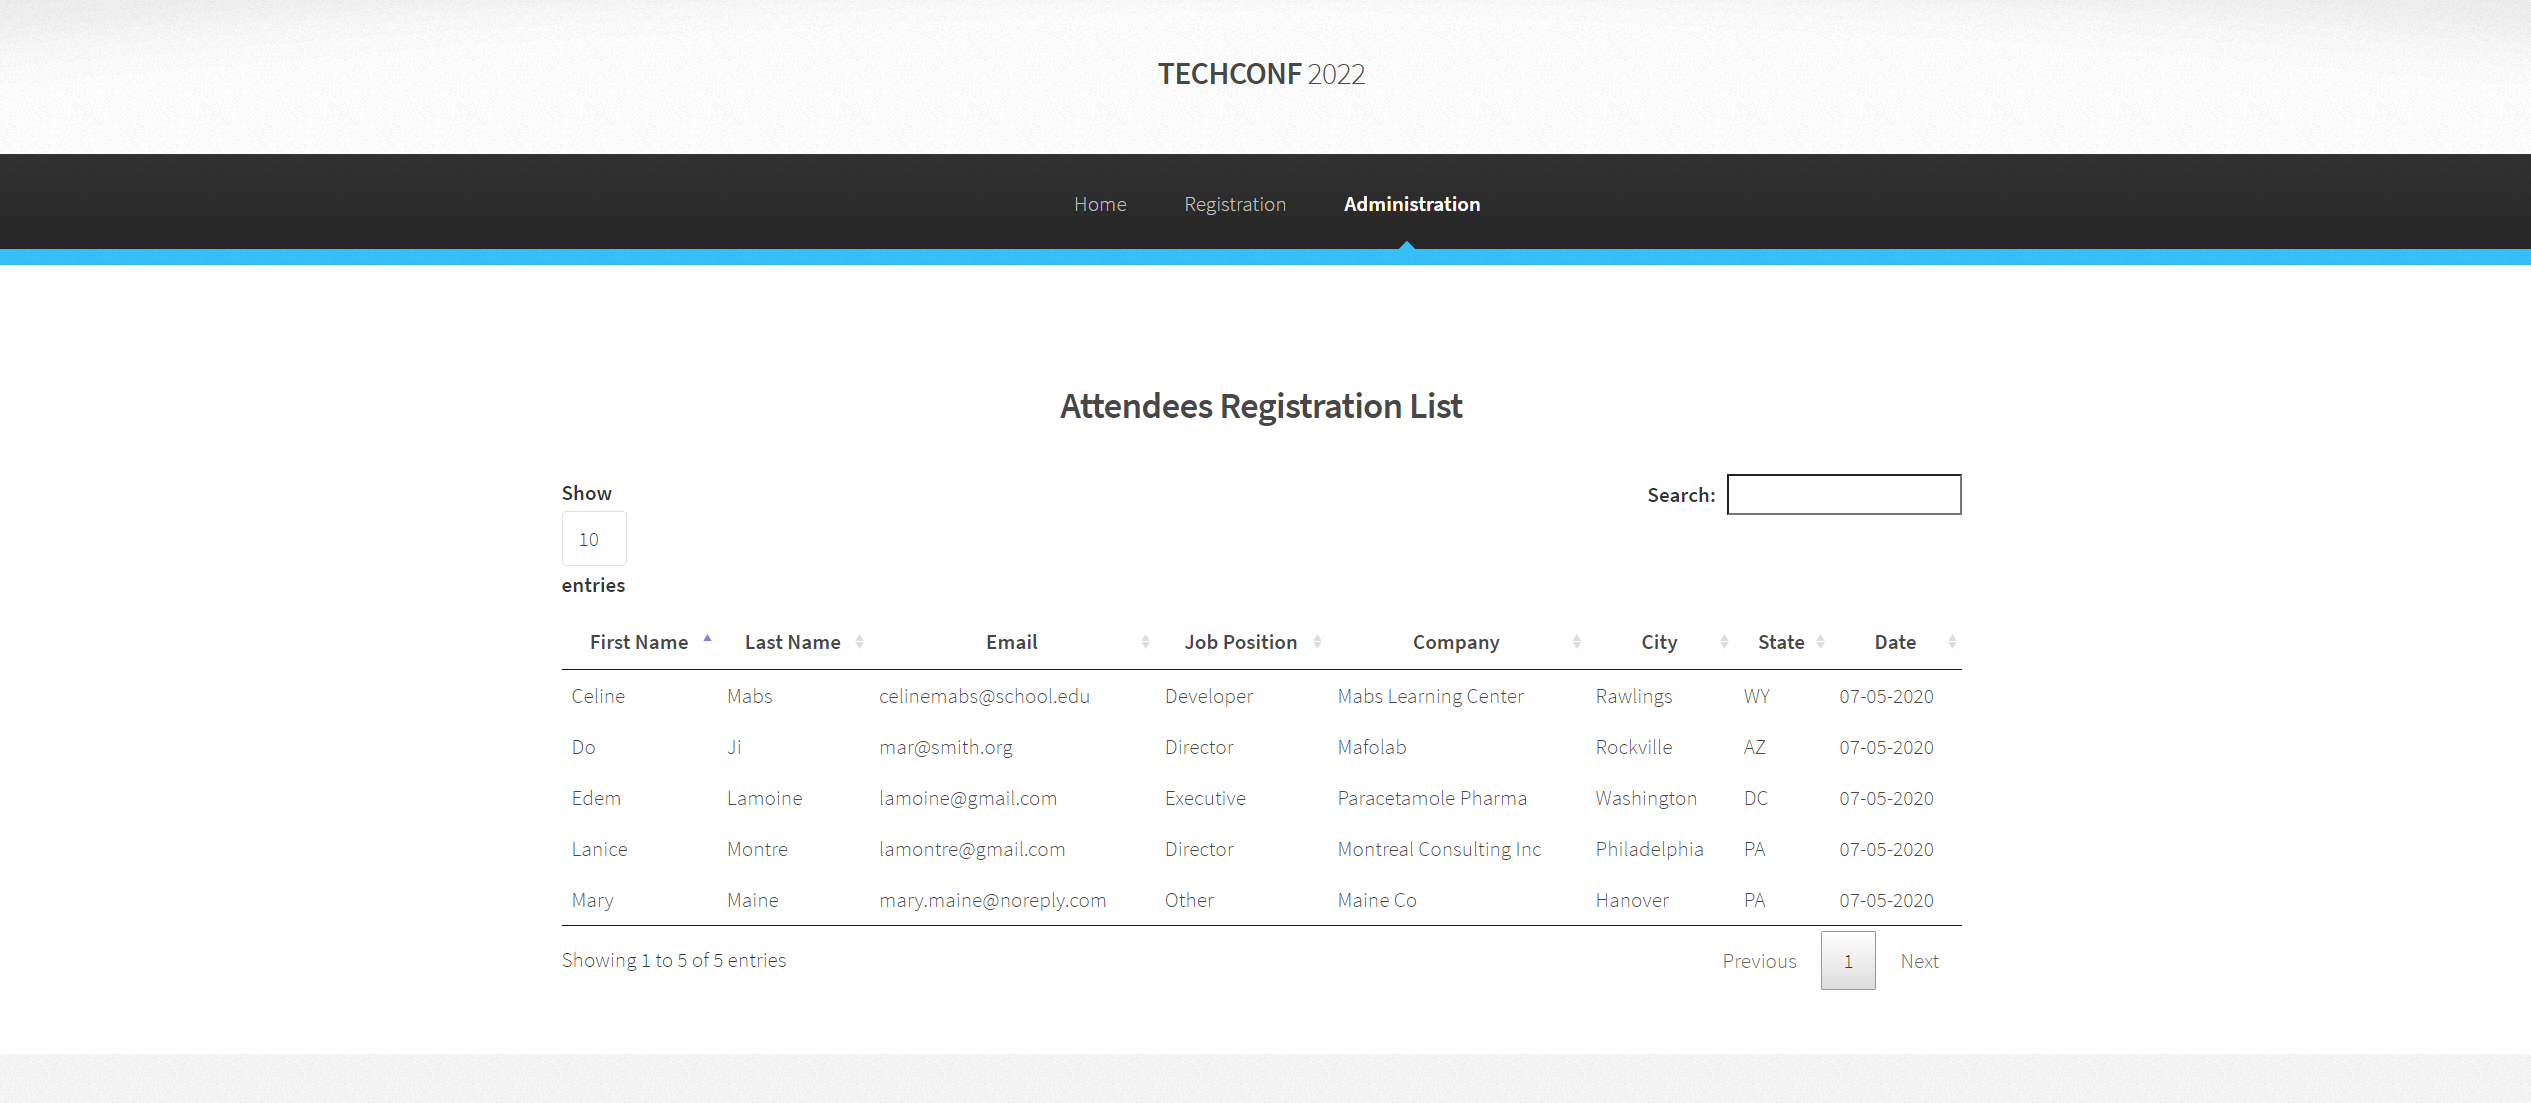 TECHCONF 2022
Home Registration Administration
Attendees Registration List
Show
10
entries
Search:
First Name Last Name Email Job Position Company City State Date
Celine Mabs celinemabs@school.edu Developer Mabs Learning Center Rawlings WY 07-05-2020
Do Ji mar@smith.org Director Mafolab Rockville AZ 07-05-2020
Edem Lamoine lamoine@gmail.com Executive Paracetamole Pharma Washington DC 07-05-2020
Lanice Montre lamontre@gmail.com Director Montreal Consulting Inc Philadelphia PA 07-05-2020
Mary Maine mary.maine@noreply.com Other Maine Co Hanover PA 07-05-2020
Showing 1 to 5 of 5 entries
Previous 1 Next